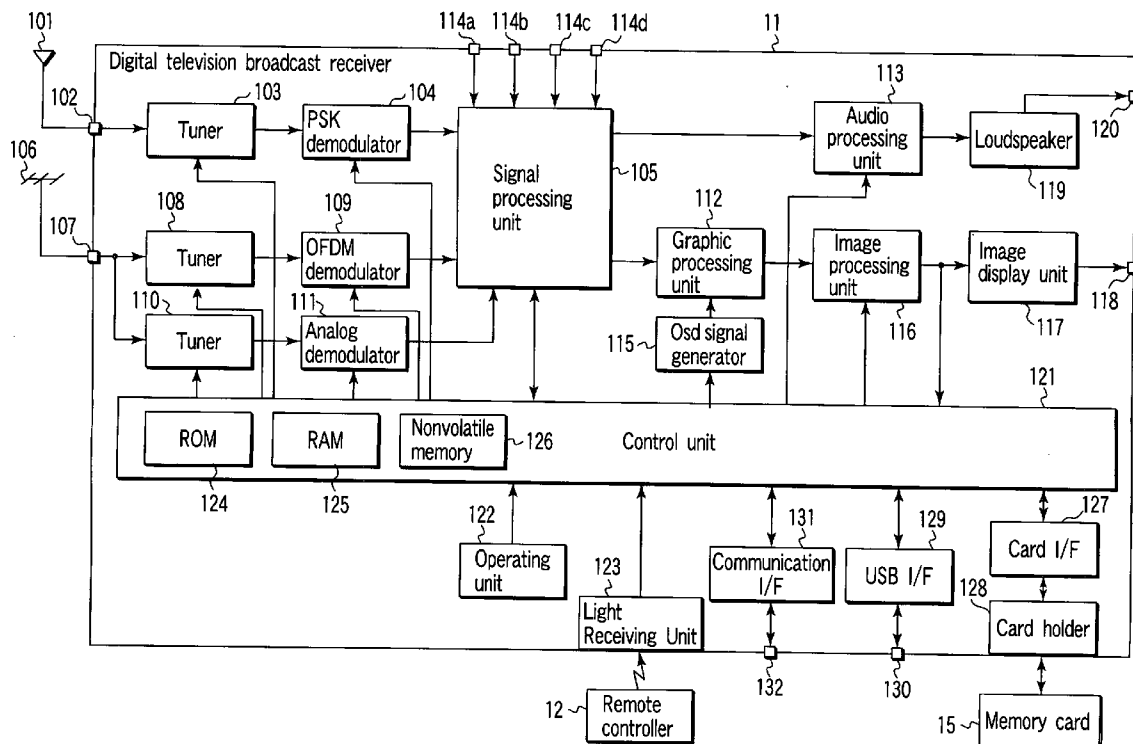 101
114a
114b
114c
114d
11
Digital television broadcast receiver
102
103
Tuner
104
PSK
demodulator
Signal
processing
unit
105
113
Audio
processing
unit
Loudspeaker
119
120
106
107
108
Tuner
109
OFDM
demodulator
112
Graphic
processing
unit
Image
processing
unit
116
Image
display unit
117
118
110
Tuner
111
Analog
demodulator
115
Osd signal
generator
121
ROM
124
RAM
125
Nonvolatile
memory
126
Control unit
122
Operating
unit
123
Light
Receiving Unit
131
Communication
I/F
129
USB I/F
127
Card I/F
128
Card holder
132
130
12
Remote
controller
15
Memory card